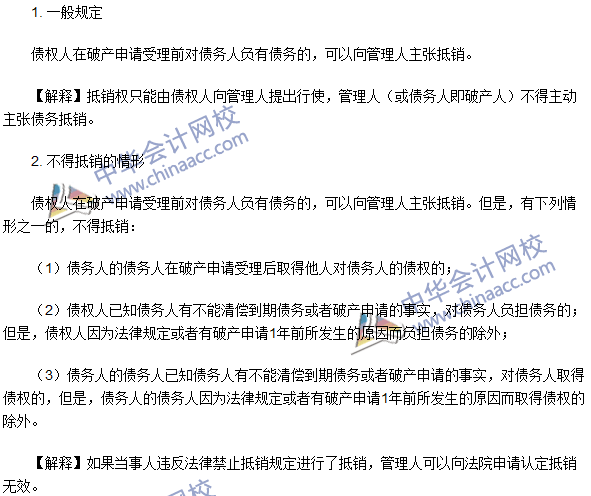 1. 一般规定
债权人在破产申请受理前对债务人负有债务的，可以向管理人主张抵销。
【解释】抵销权只能由债权人向管理人提出行使，管理人（或债务人即破产人）不得主动
主张债务抵销。
2. 不得抵销的情形
债权人在破产申请受理前对债务人负有债务的，可以向管理人主张抵销。但是，有下列情
形之一的，不得抵销：
（1）债务人的债务人在破产申请受理后取得他人对债务人的债权的；
（2）债权人已知债务人有不能清偿到期债务或者破产申请的事实，对债务人负担债务的；
但是，债权人因为法律规定或者有破产申请1年前所发生的原因而负担债务的除外；
（3）债务人的债务人已知债务人有不能清偿到期债务或者破产申请的事实，对债务人取得
债权的，但是，债务人的债务人因为法律规定或者有破产申请1年前所发生的原因而取得债权的
除外。
【解释】如果当事人违反法律禁止抵销规定进行了抵销，管理人可以向法院申请认定抵销
无效。
中华会计网校
www.chinaacc.com
中华会计网校
www.chinaacc.com